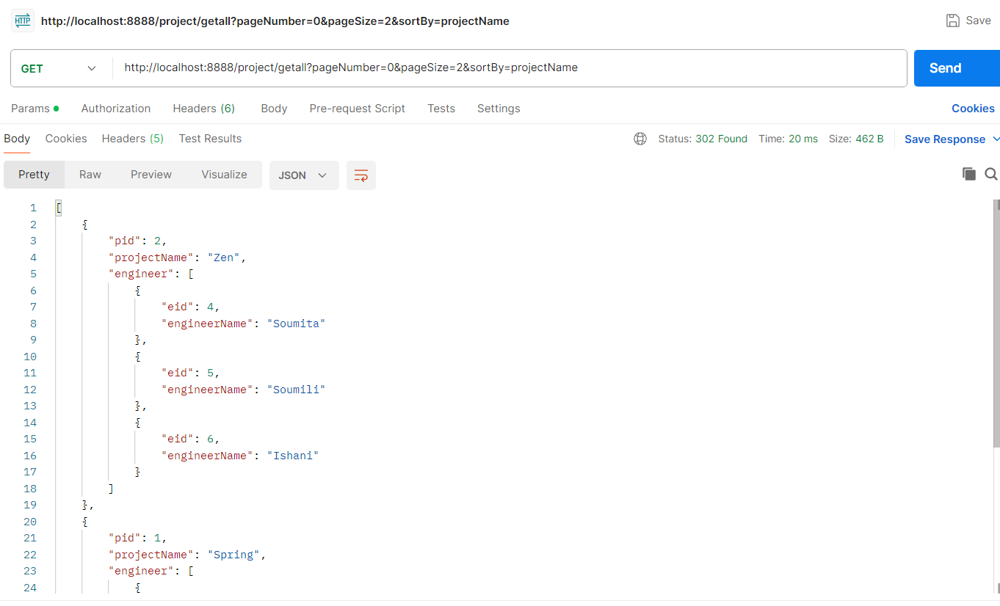 HTTP http://localhost:8888/project/getall?pageNumber=0&pageSize=2&sortBy=projectName Save
GET http://localhost:8888/project/getall?pageNumber=0&pageSize=2&sortBy=projectName Send
Params Authorization Headers (6) Body Pre-request Script Tests Settings Cookies
Body Cookies Headers (5) Test Results Status: 302 Found Time: 20 ms Size: 462 B Save Response
Pretty Raw Preview Visualize JSON
1 [
2 {
3 "pid": 2,
4 "projectName": "Zen",
5 "engineer": [
6 {
7 "eid": 4,
8 "engineerName": "Soumita"
9 },
10 {
11 "eid": 5,
12 "engineerName": "Soumili"
13 },
14 {
15 "eid": 6,
16 "engineerName": "Ishani"
17 }
18 ]
19 },
20 {
21 "pid": 1,
22 "projectName": "Spring",
23 "engineer": [
24 {